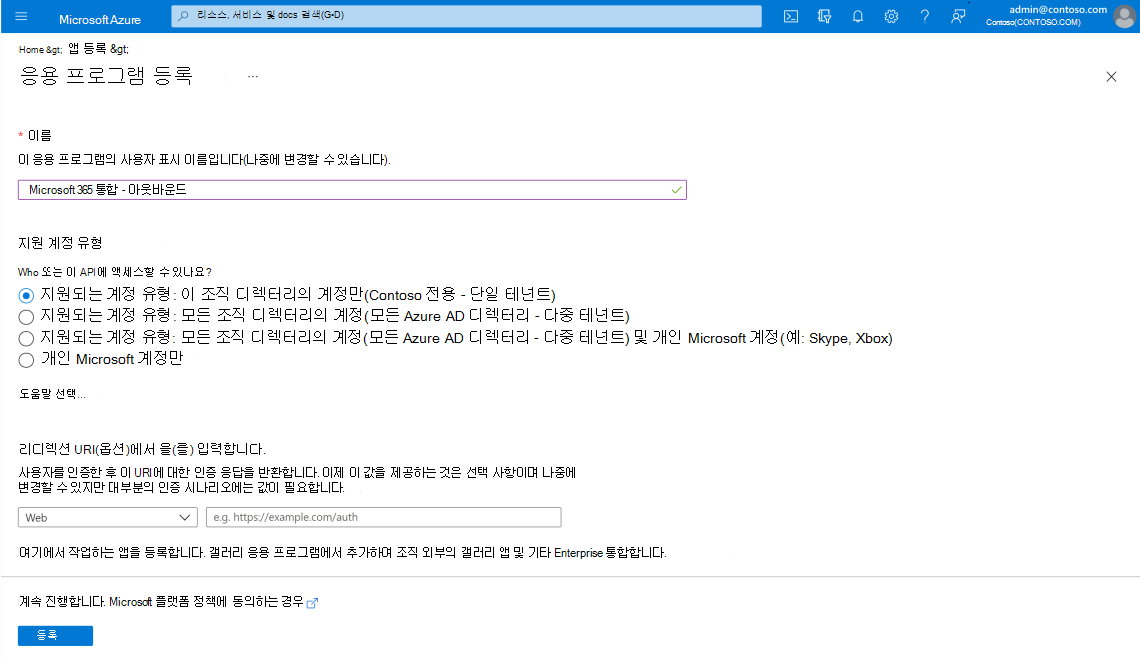 Microsoft Azure
리소스, 서비스 및 docs 검색(G+D)
admin@contoso.com
Contoso(CONTOSO.COM)
Home &gt; 앱 등록 &gt;
응용 프로그램 등록 ...
* 이름
이 응용 프로그램의 사용자 표시 이름입니다(나중에 변경할 수 있습니다).
Microsoft 365 통합 - 아웃바운드
지원 계정 유형
Who 또는 이 API에 액세스할 수 있나요?
지원되는 계정 유형: 이 조직 디렉터리의 계정만(Contoso 전용 - 단일 테넌트)
지원되는 계정 유형: 모든 조직 디렉터리의 계정(모든 Azure AD 디렉터리 - 다중 테넌트)
지원되는 계정 유형: 모든 조직 디렉터리의 계정(모든 Azure AD 디렉터리 - 다중 테넌트) 및 개인 Microsoft 계정(예: Skype, Xbox)
개인 Microsoft 계정만
도움말 선택...
리디렉션 URI(옵션)에서 을(를) 입력합니다.
사용자를 인증한 후 이 URI에 대한 인증 응답을 반환합니다. 이제 이 값을 제공하는 것은 선택 사항이며 나중에
변경할 수 있지만 대부분의 인증 시나리오에는 값이 필요합니다.
Web
e.g. https://example.com/auth
여기에서 작업하는 앱을 등록합니다. 갤러리 응용 프로그램에서 추가하여 조직 외부의 갤러리 앱 및 기타 Enterprise 통합합니다.
계속 진행합니다. Microsoft 플랫폼 정책에 동의하는 경우
등록